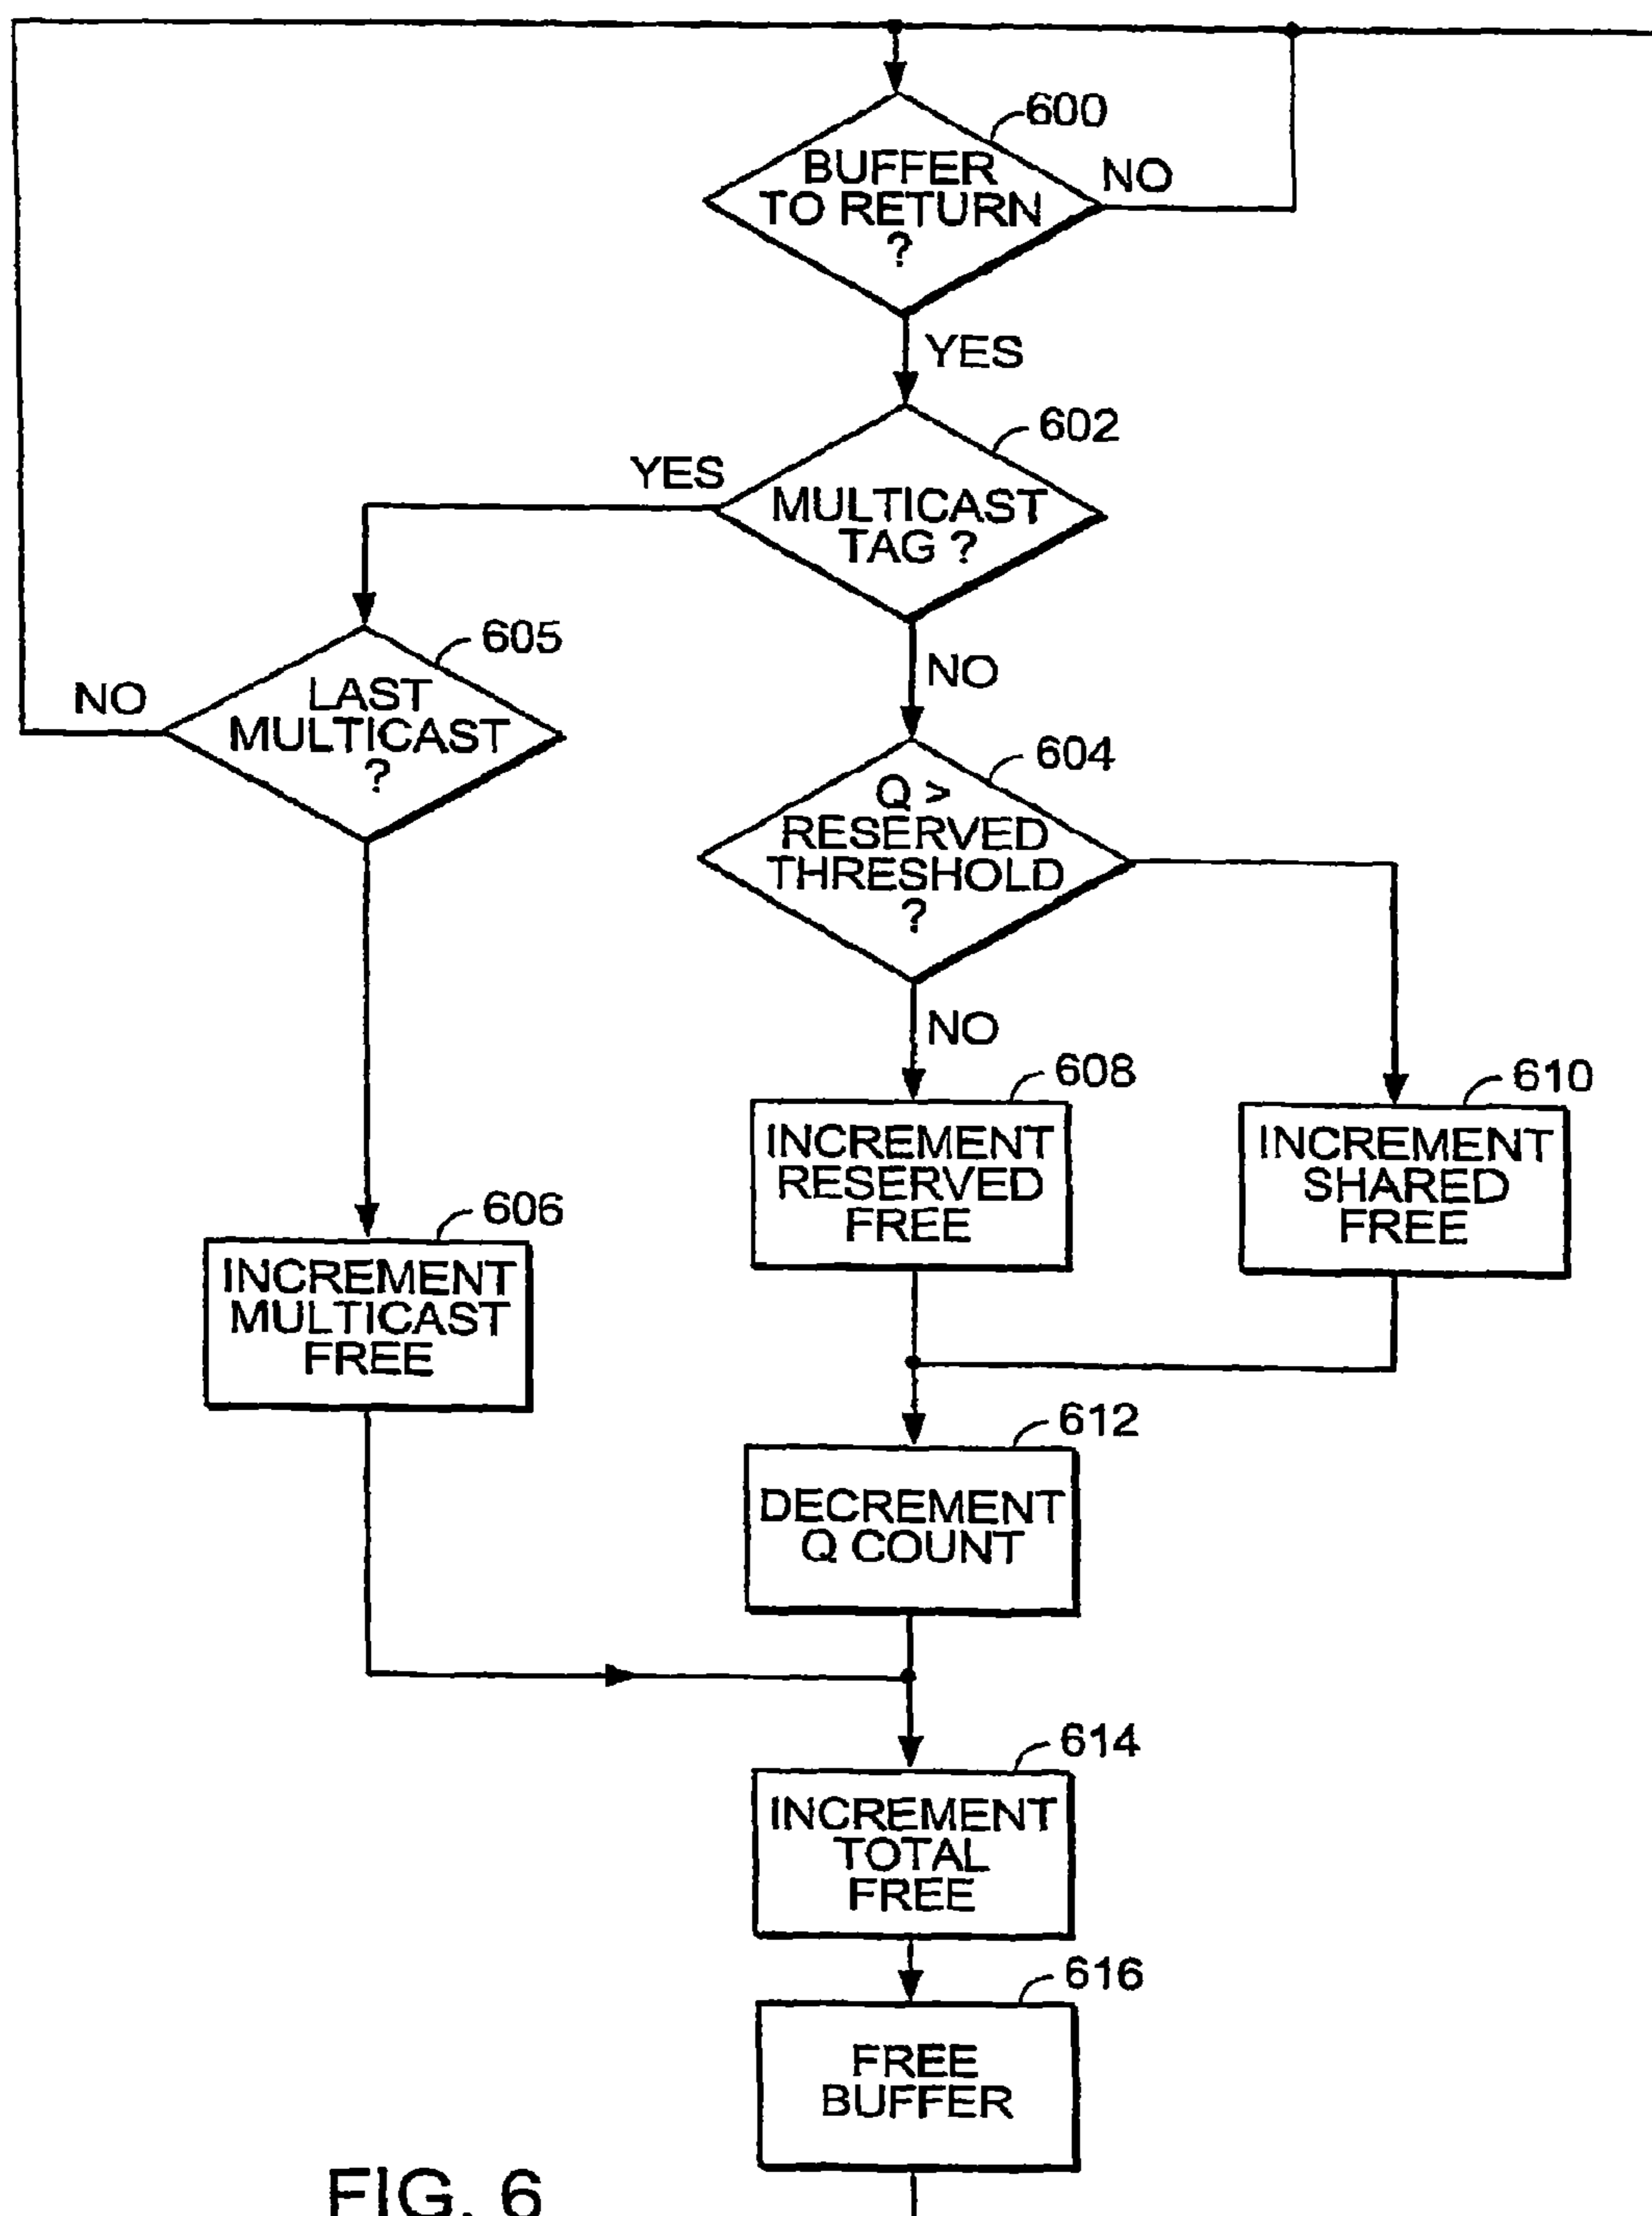 600
BUFFER
TO RETURN
?
NO
YES
602
YES
MULTICAST
TAG ?
605
NO
LAST
MULTICAST
?
NO
604
Q >
RESERVED
THRESHOLD
?
NO
608
INCREMENT
RESERVED
FREE
610
INCREMENT
SHARED
FREE
606
INCREMENT
MULTICAST
FREE
612
DECREMENT
Q COUNT
614
INCREMENT
TOTAL
FREE
616
FREE
BUFFER
FIG. 6